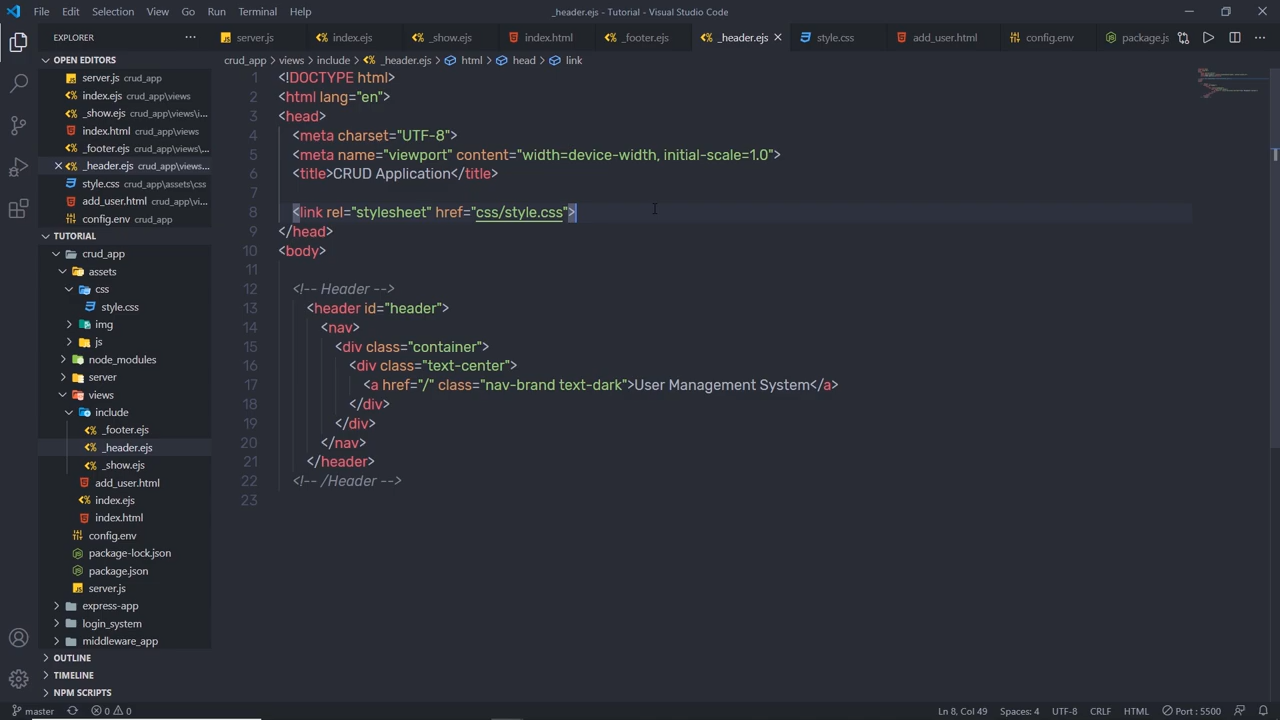 File Edit Selection View Go Run Terminal Help
_header.ejs - Tutorial - Visual Studio Code
EXPLORER
server.js index.ejs _show.ejs index.html _footer.ejs _header.ejs style.css add_user.html config.env package.js
OPEN EDITORS
server.js crud_app
index.ejs crud_app\views
_show.ejs crud_app\views\i...
index.html crud_app\views
_footer.ejs crud_app\views\...
_header.ejs crud_app\views...
style.css crud_app\assets\css
add_user.html crud_app\views
config.env crud_app
TUTORIAL
crud_app
assets
css
style.css
img
js
node_modules
server
views
include
_footer.ejs
_header.ejs
_show.ejs
add_user.html
index.ejs
index.html
config.env
package-lock.json
package.json
server.js
express-app
login_system
middleware_app
OUTLINE
TIMELINE
NPM SCRIPTS
crud_app > views > include > _header.ejs > html > head > link
1 <!DOCTYPE html>
2 <html lang="en">
3 <head>
4 <meta charset="UTF-8">
5 <meta name="viewport" content="width=device-width, initial-scale=1.0">
6 <title>CRUD Application</title>
7
8 <link rel="stylesheet" href="css/style.css">
9 </head>
10 <body>
11
12 <!-- Header -->
13 <header id="header">
14 <nav>
15 <div class="container">
16 <div class="text-center">
17 <a href="/" class="nav-brand text-dark">User Management System</a>
18 </div>
19 </div>
20 </nav>
21 </header>
22 <!-- /Header -->
23
master 0 0 Ln 8, Col 49 Spaces: 4 UTF-8 CRLF HTML Port : 5500